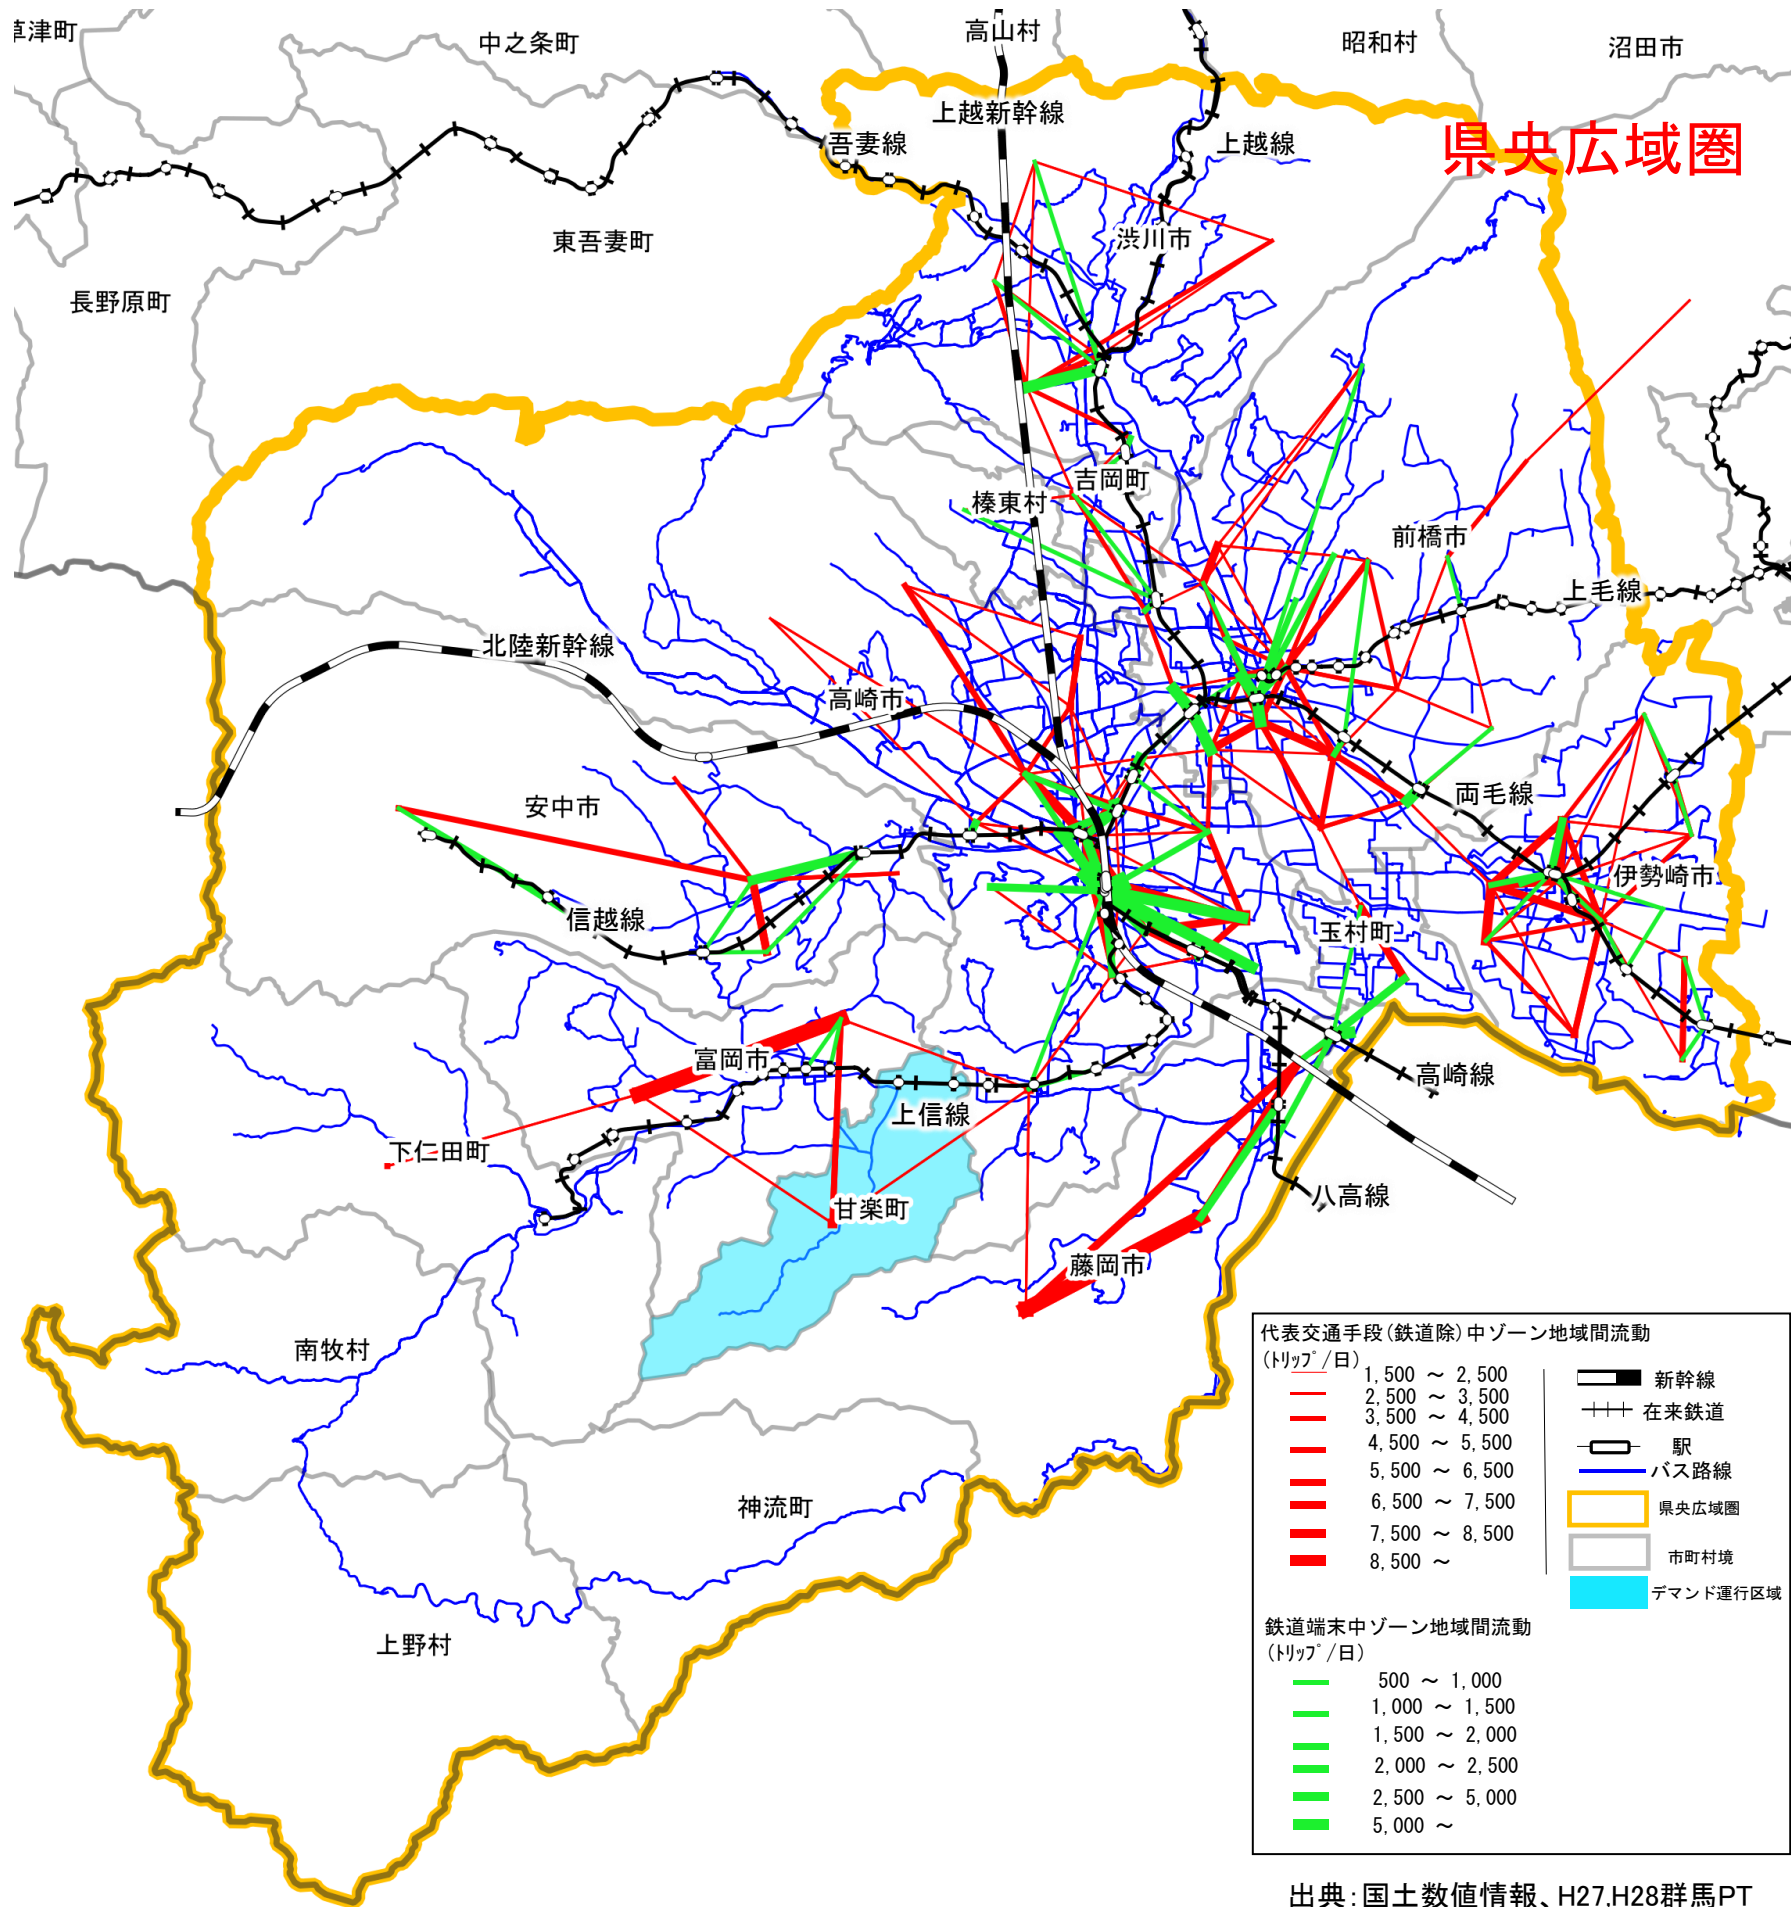 草津町
中之条町
高山村
昭和村
沼田市
上越新幹線
吾妻線
上越線
県央広域圏
東吾妻町
渋川市
長野原町
吉岡町
榛東村
前橋市
上毛線
北陸新幹線
高崎市
安中市
両毛線
伊勢崎市
信越線
玉村町
富岡市
高崎線
上信線
下仁田町
甘楽町
八高線
藤岡市
南牧村
神流町
上野村
代表交通手段(鉄道除)中ゾーン地域間流動
(ﾄﾘｯﾌﾟ/日)
1,500 ～ 2,500
2,500 ～ 3,500
3,500 ～ 4,500
4,500 ～ 5,500
5,500 ～ 6,500
6,500 ～ 7,500
7,500 ～ 8,500
8,500 ～
新幹線
在来鉄道
駅
バス路線
県央広域圏
市町村境
デマンド運行区域
鉄道端末中ゾーン地域間流動
(ﾄﾘｯﾌﾟ/日)
500 ～ 1,000
1,000 ～ 1,500
1,500 ～ 2,000
2,000 ～ 2,500
2,500 ～ 5,000
5,000 ～
出典：国土数値情報、H27,H28群馬PT